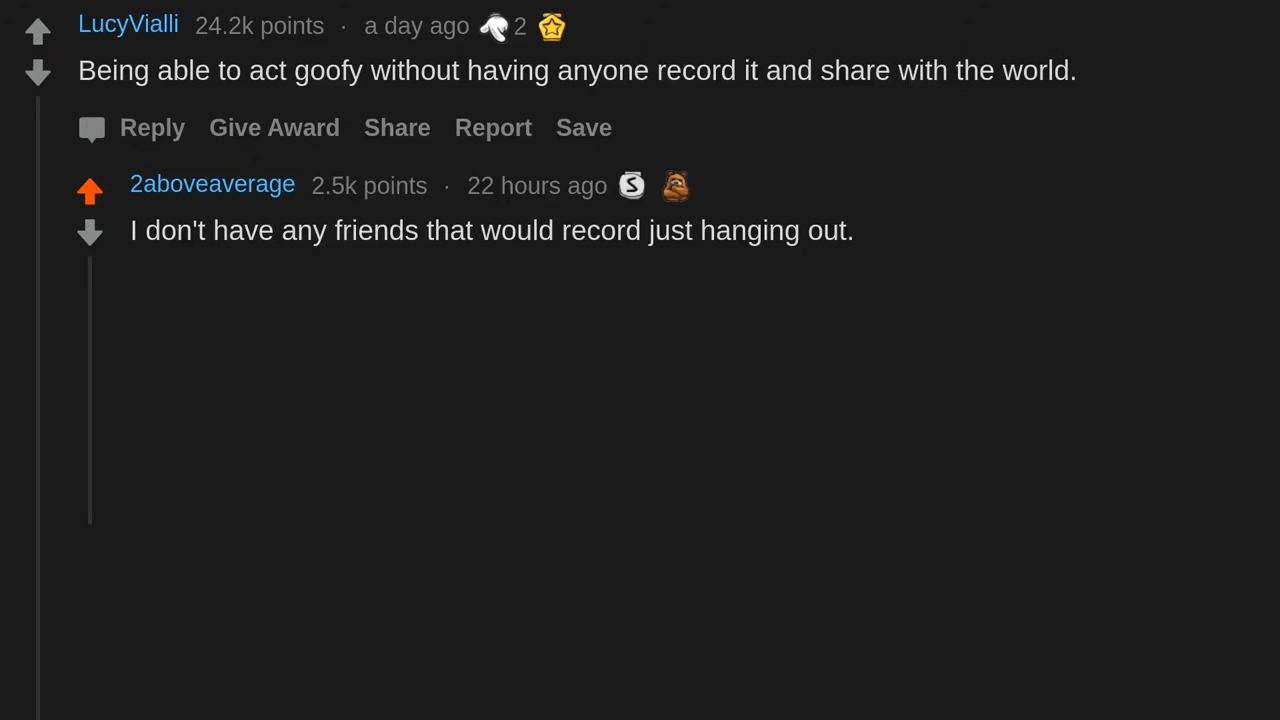 LucyVialli 24.2k points · a day ago 2
Being able to act goofy without having anyone record it and share with the world.
Reply Give Award Share Report Save
2aboveaverage 2.5k points · 22 hours ago S
I don't have any friends that would record just hanging out.